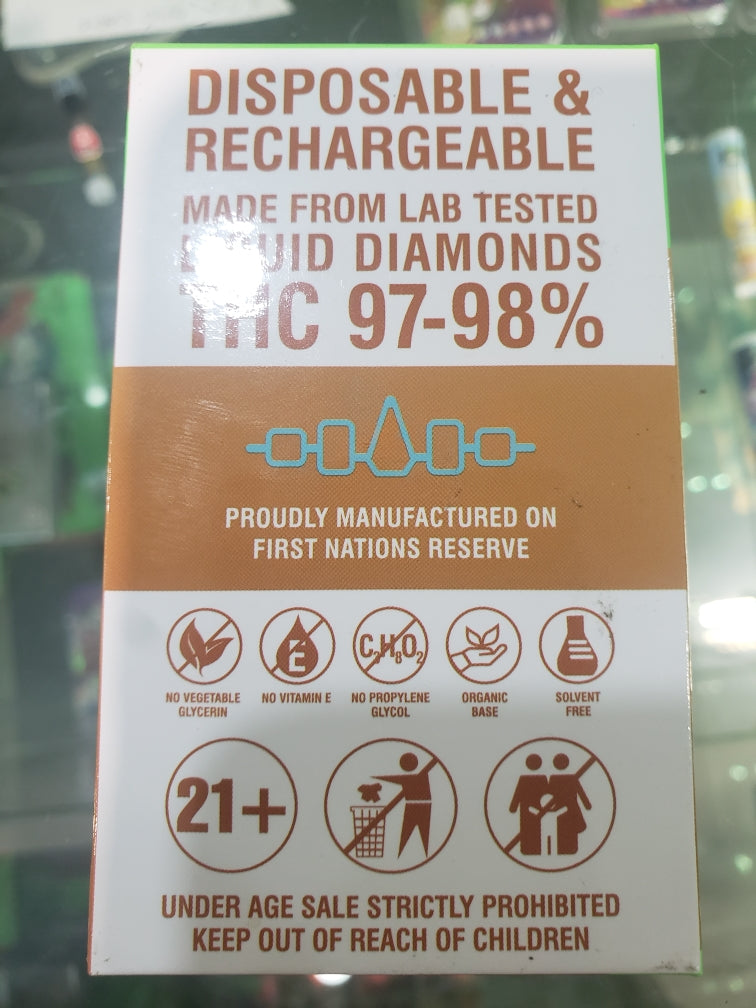 DISPOSABLE &
RECHARGEABLE
MADE FROM LAB TESTED
LIQUID DIAMONDS
THC 97-98%
PROUDLY MANUFACTURED ON
FIRST NATIONS RESERVE
E
C₃H₈O₂
NO VEGETABLE
GLYCERIN
NO VITAMIN E
NO PROPYLENE
GLYCOL
ORGANIC
BASE
SOLVENT
FREE
21+
UNDER AGE SALE STRICTLY PROHIBITED
KEEP OUT OF REACH OF CHILDREN